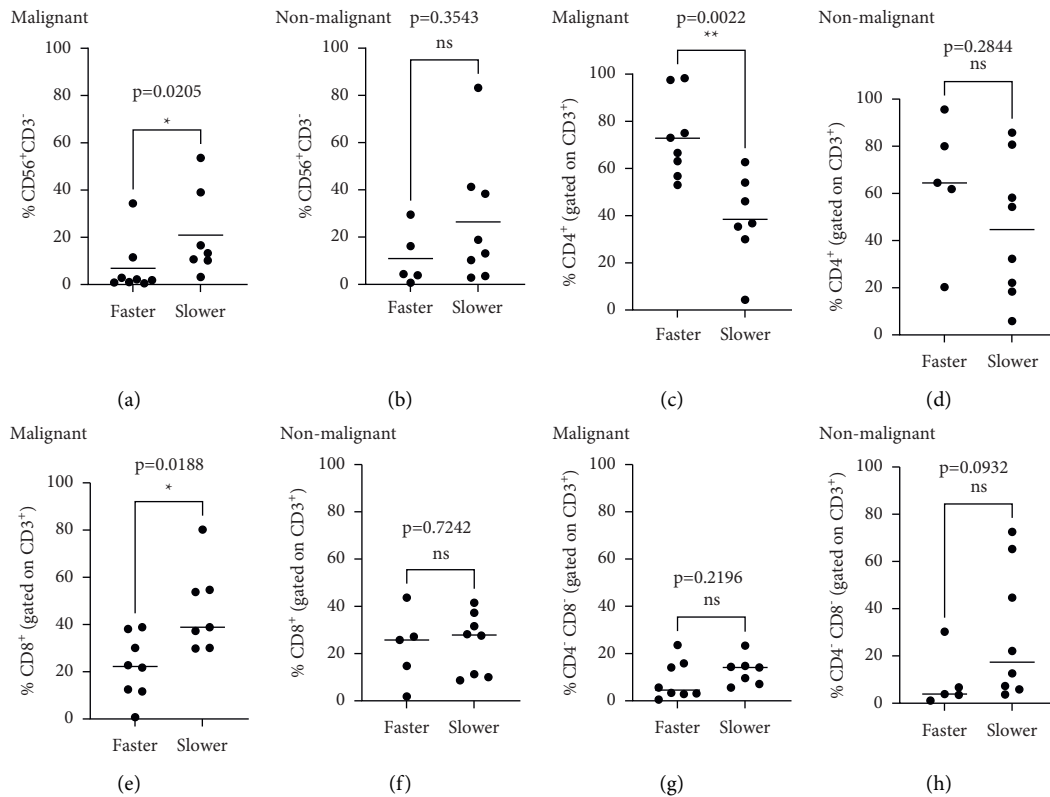 Malignant
p=0.0205
*
% CD56⁺CD3⁻
100
80
60
40
20
0
Faster Slower
(a)
Non-malignant
p=0.3543
ns
% CD56⁺CD3⁻
100
80
60
40
20
0
Faster Slower
(b)
Malignant
p=0.0022
**
% CD4⁺ (gated on CD3⁺)
100
80
60
40
20
0
Faster Slower
(c)
Non-malignant
p=0.2844
ns
% CD4⁺ (gated on CD3⁺)
100
80
60
40
20
0
Faster Slower
(d)
Malignant
p=0.0188
*
% CD8⁺ (gated on CD3⁺)
100
80
60
40
20
0
Faster Slower
(e)
Non-malignant
p=0.7242
ns
% CD8⁺ (gated on CD3⁺)
100
80
60
40
20
0
Faster Slower
(f)
Malignant
p=0.2196
ns
% CD4⁻ CD8⁻ (gated on CD3⁺)
100
80
60
40
20
0
Faster Slower
(g)
Non-malignant
p=0.0932
ns
% CD4⁻ CD8⁻ (gated on CD3⁺)
100
80
60
40
20
0
Faster Slower
(h)